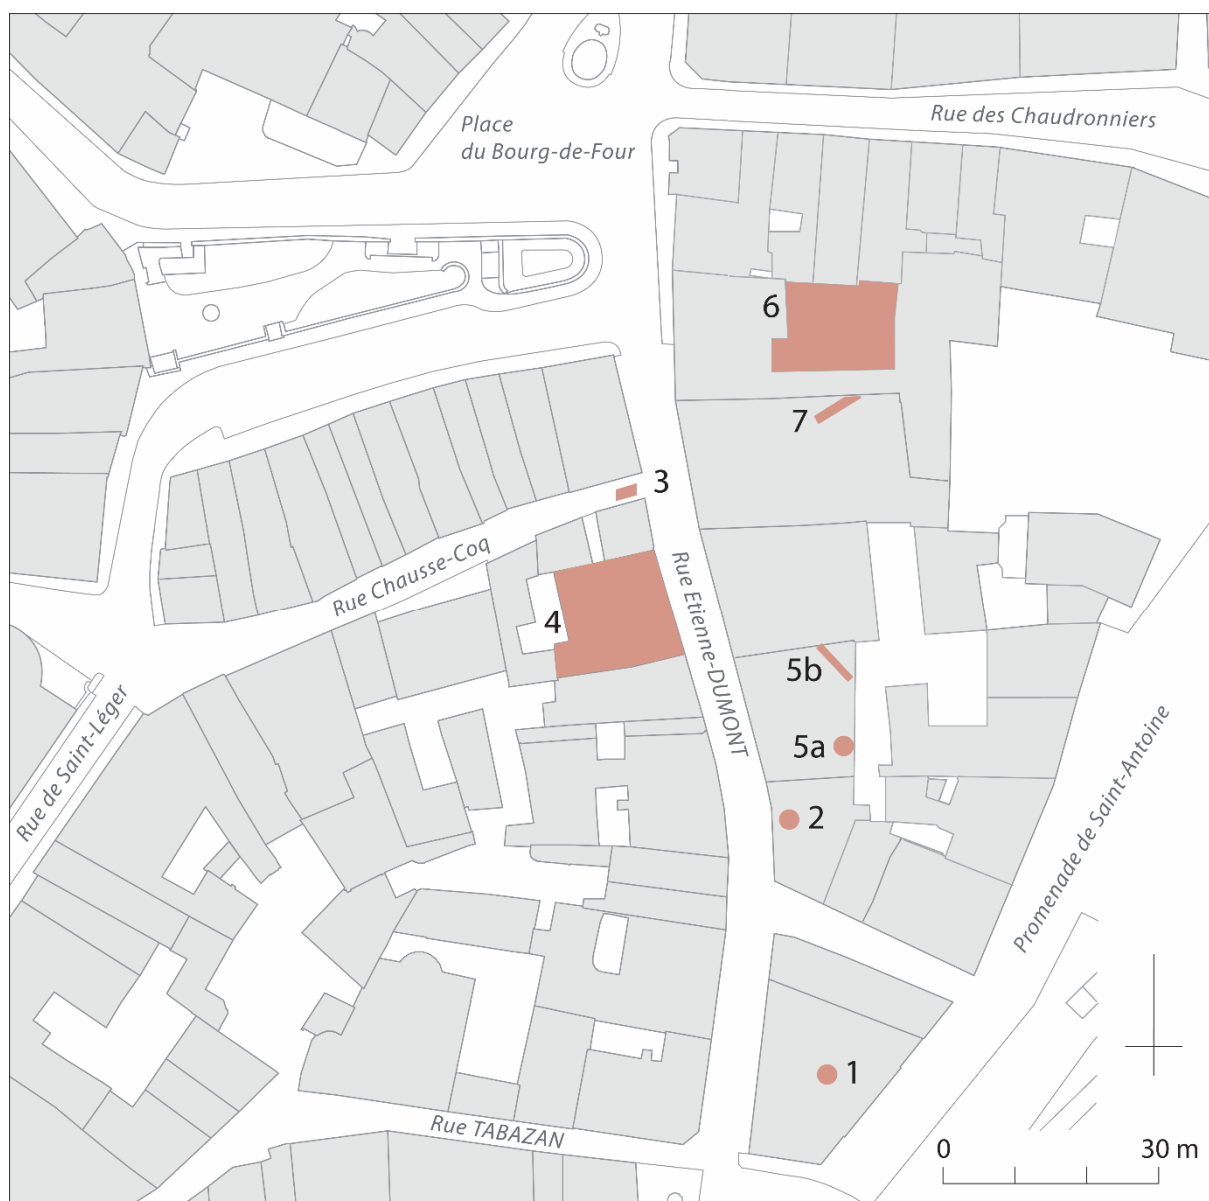 Rue des Chaudronniers
Place
du Bourg-de-Four
6
7
3
Rue Chausse-Coq
4
Rue Etienne-DUMONT
5b
5a
2
Rue de Saint-Léger
Promenade de Saint-Antoine
1
Rue TABAZAN
0 30 m